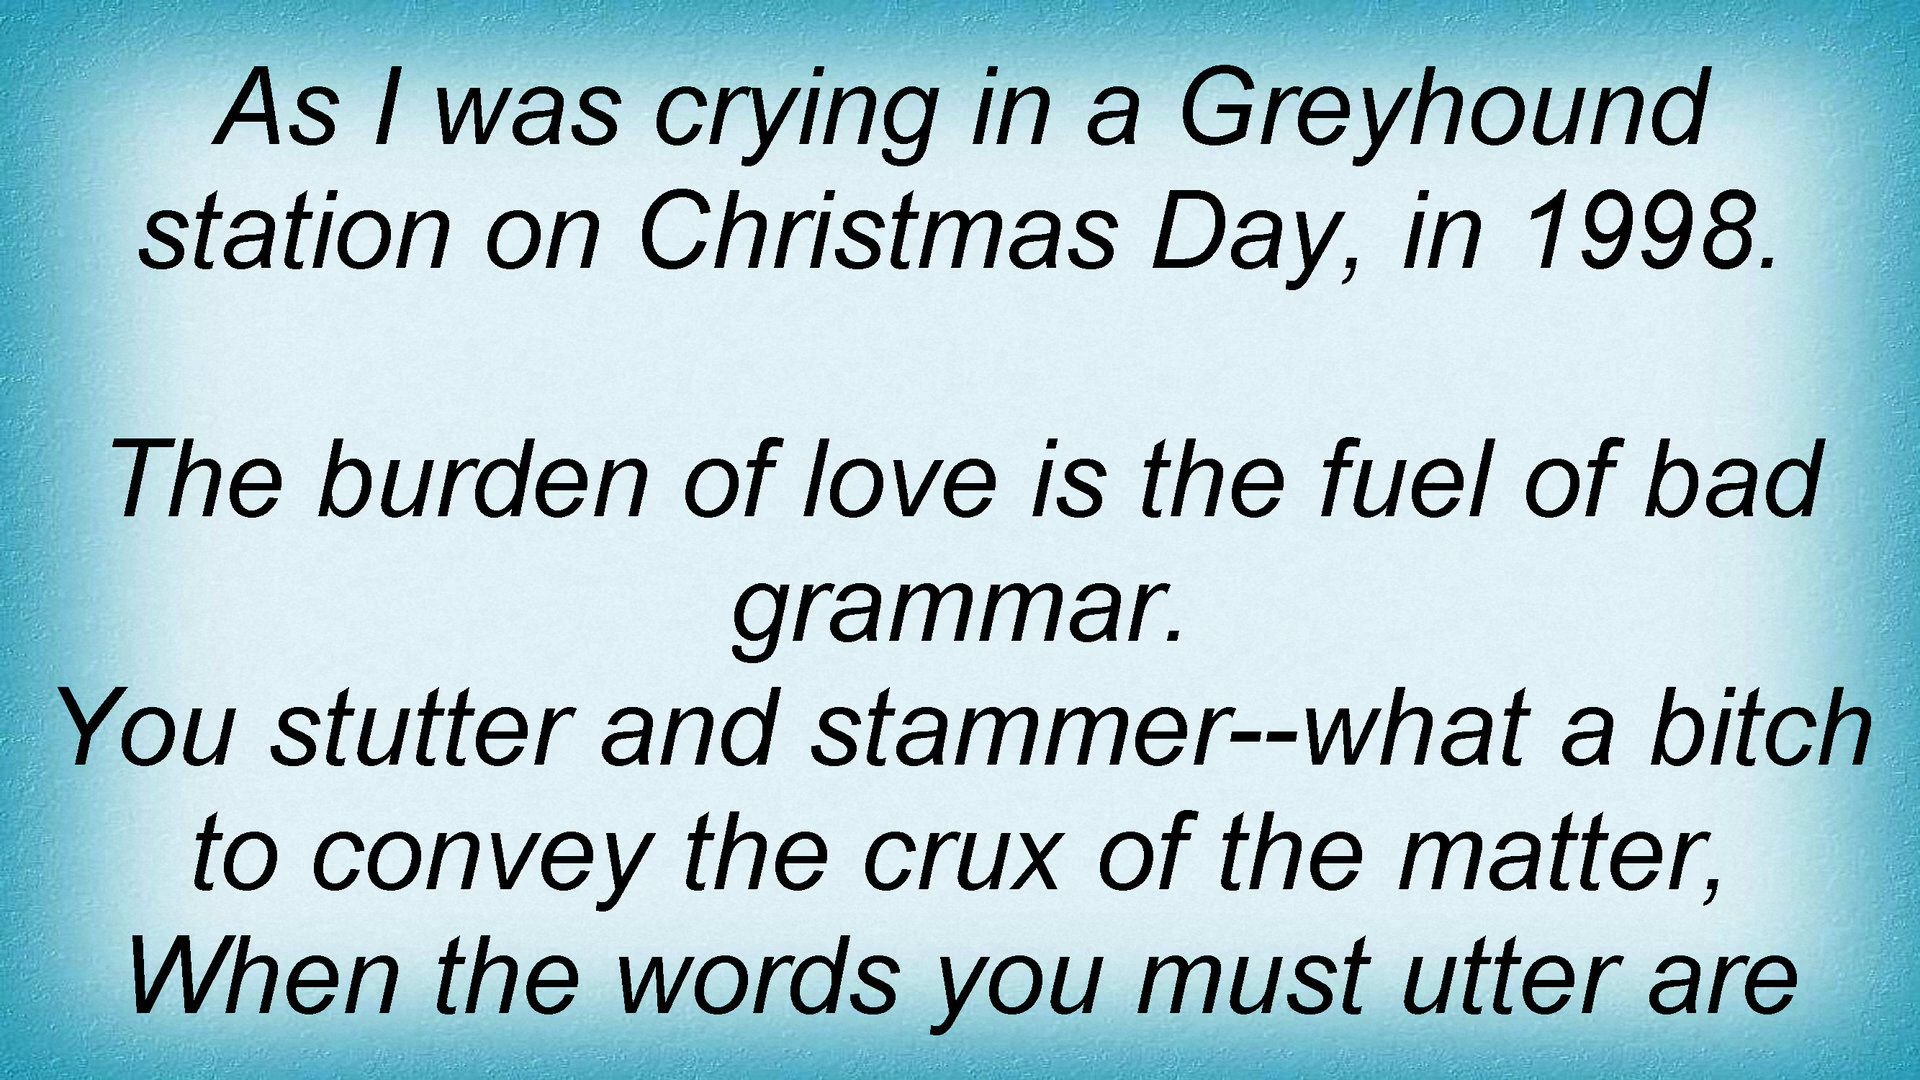 As I was crying in a Greyhound
station on Christmas Day, in 1998.
The burden of love is the fuel of bad
grammar.
You stutter and stammer--what a bitch
to convey the crux of the matter,
When the words you must utter are